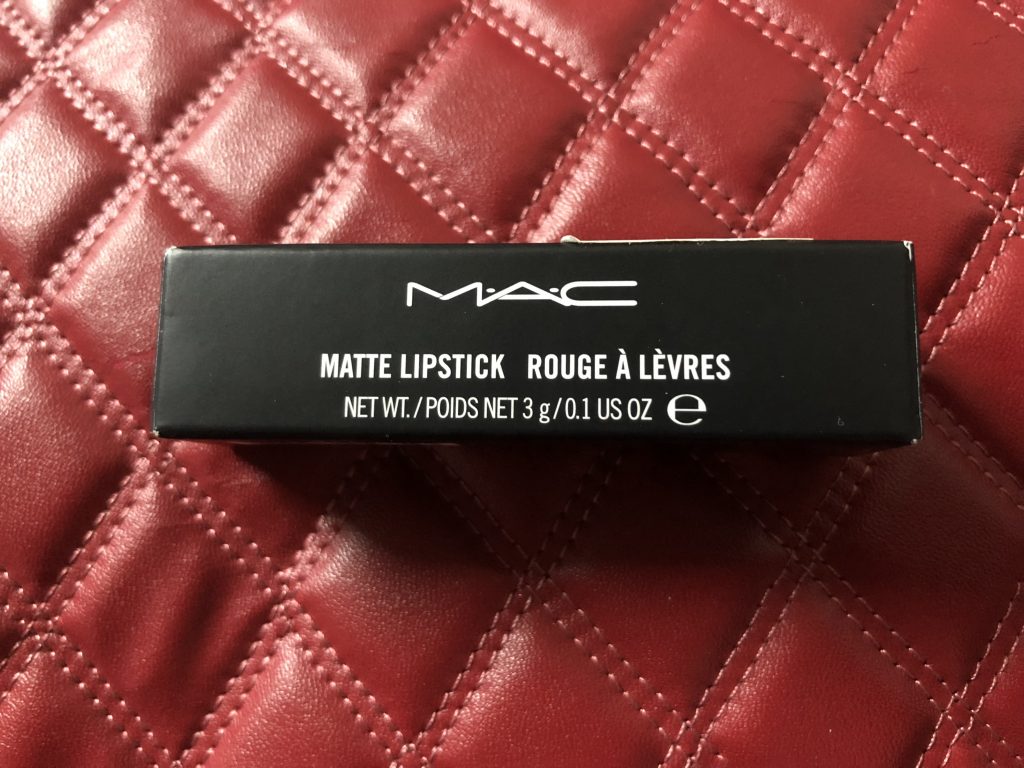 M·A·C
MATTE LIPSTICK ROUGE À LÈVRES
NET WT./POIDS NET 3 g/0.1 US OZ ℮